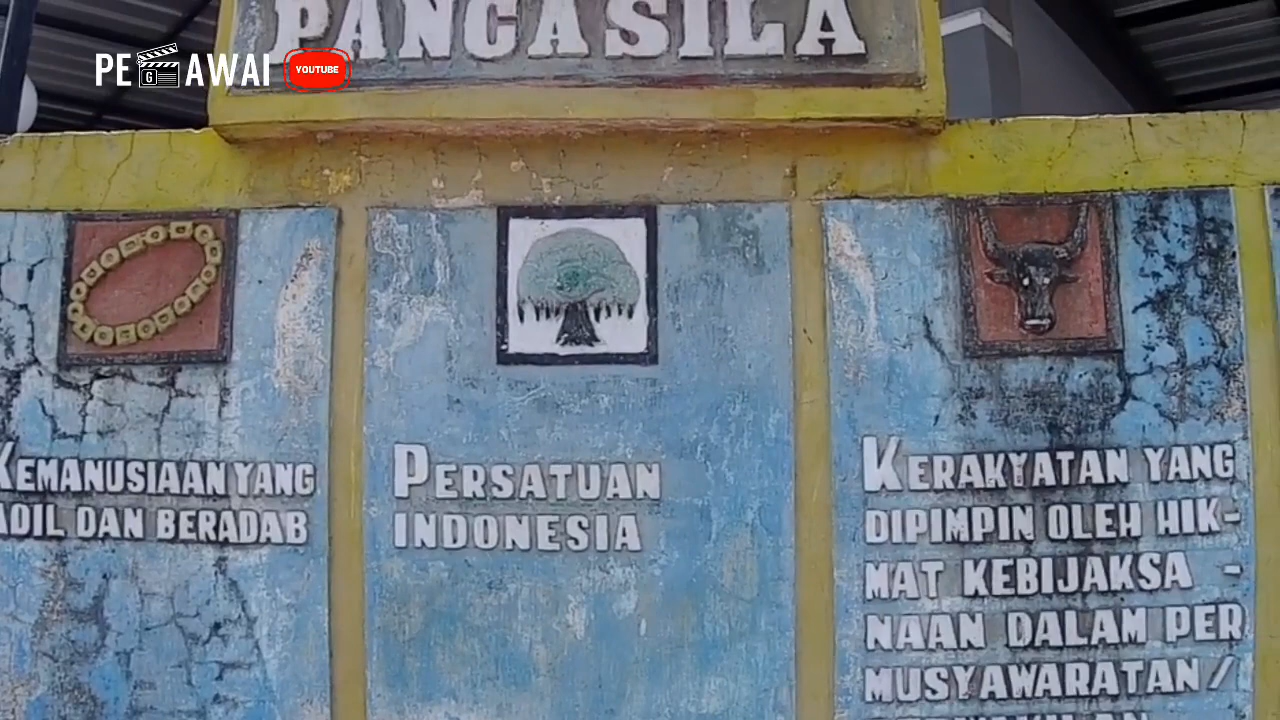 PANCASILA
PE G AWAI YOUTUBE
KEMANUSIAAN YANG
ADIL DAN BERADAB
PERSATUAN
INDONESIA
KERAKYATAN YANG
DIPIMPIN OLEH HIK-
MAT KEBIJAKSA -
NAAN DALAM PER
MUSYAWARATAN /